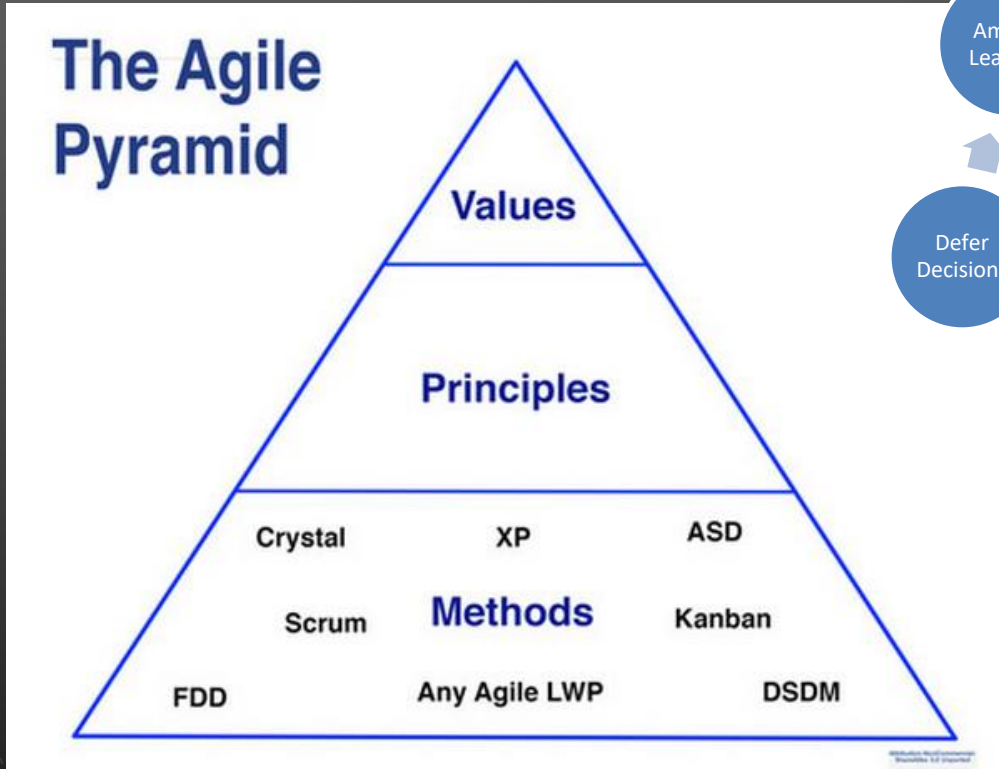 The Agile
Pyramid
Values
Principles
Crystal XP ASD
Scrum Methods Kanban
FDD Any Agile LWP DSDM
Defer
Decision